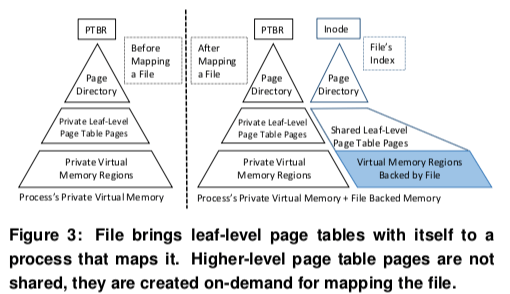 PTBR
Before
Mapping
a File
Page
Directory
Private Leaf-Level
Page Table Pages
Private Virtual
Memory Regions
Process's Private Virtual Memory
After
Mapping
a File
PTBR
Page
Directory
Inode
File's
Index
Page
Directory
Private Leaf-Level
Page Table Pages
Shared Leaf-Level
Page Table Pages
Private Virtual
Memory Regions
Virtual Memory Regions
Backed by File
Process's Private Virtual Memory + File Backed Memory
Figure 3: File brings leaf-level page tables with itself to a
process that maps it. Higher-level page table pages are not
shared, they are created on-demand for mapping the file.